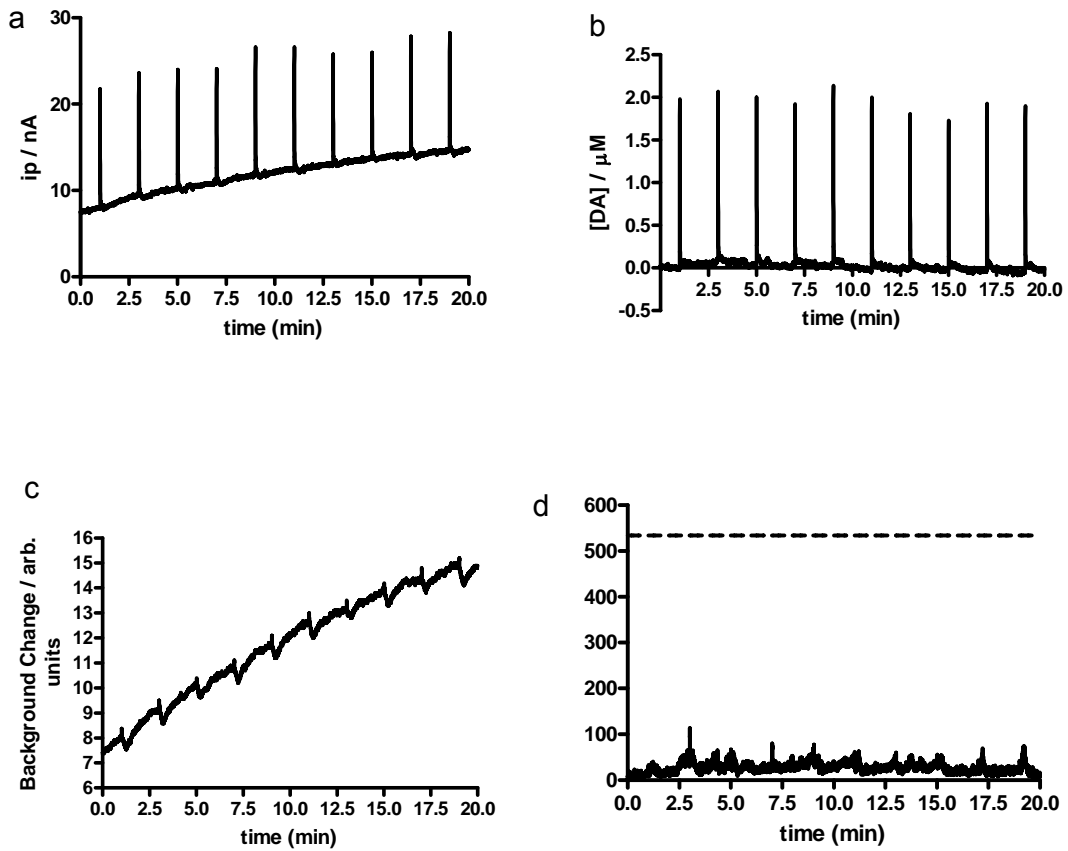 a
30
20
10
0
ip / nA
0.0 2.5 5.0 7.5 10.0 12.5 15.0 17.5 20.0
time (min)
b
2.5
2.0
1.5
1.0
0.5
0.0
-0.5
[DA] / μM
2.5 5.0 7.5 10.0 12.5 15.0 17.5 20.0
time (min)
c
16
15
14
13
12
11
10
9
8
7
6
Background Change / arb.
units
0.0 2.5 5.0 7.5 10.0 12.5 15.0 17.5 20.0
time (min)
d
600
500
400
300
200
100
0
0.0 2.5 5.0 7.5 10.0 12.5 15.0 17.5 20.0
time (min)